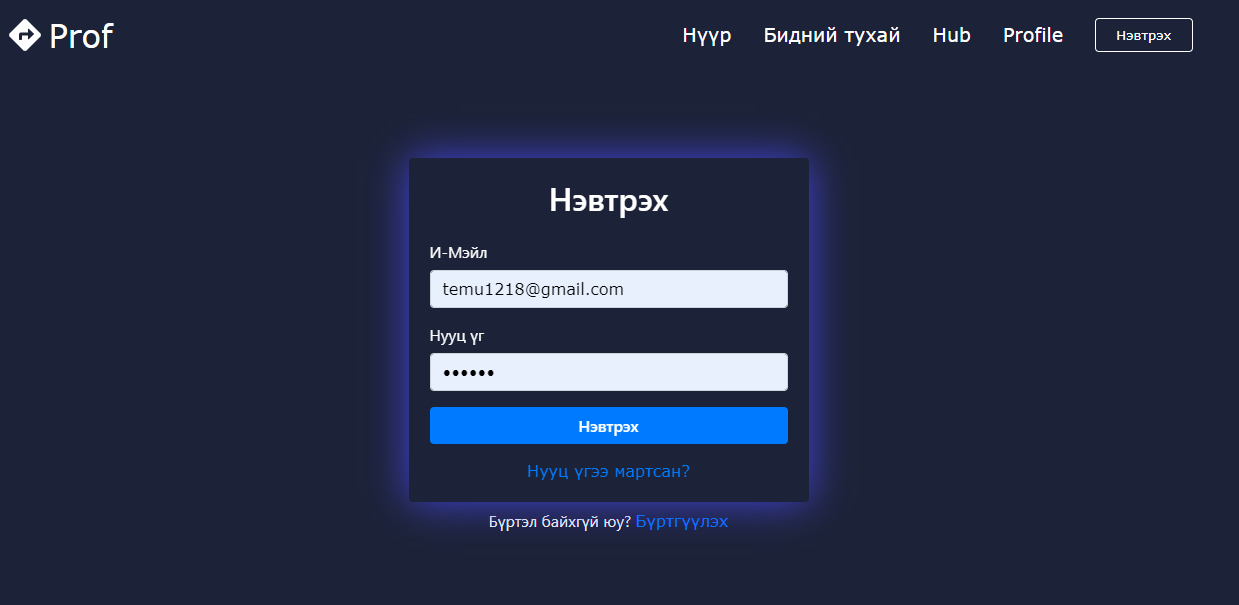 Prof
Нүүр Бидний тухай Hub Profile Нэвтрэх
Нэвтрэх
И-Мэйл
temu1218@gmail.com
Нууц үг
••••••
Нэвтрэх
Нууц үгээ мартсан?
Бүртэл байхгүй юу? Бүртгүүлэх